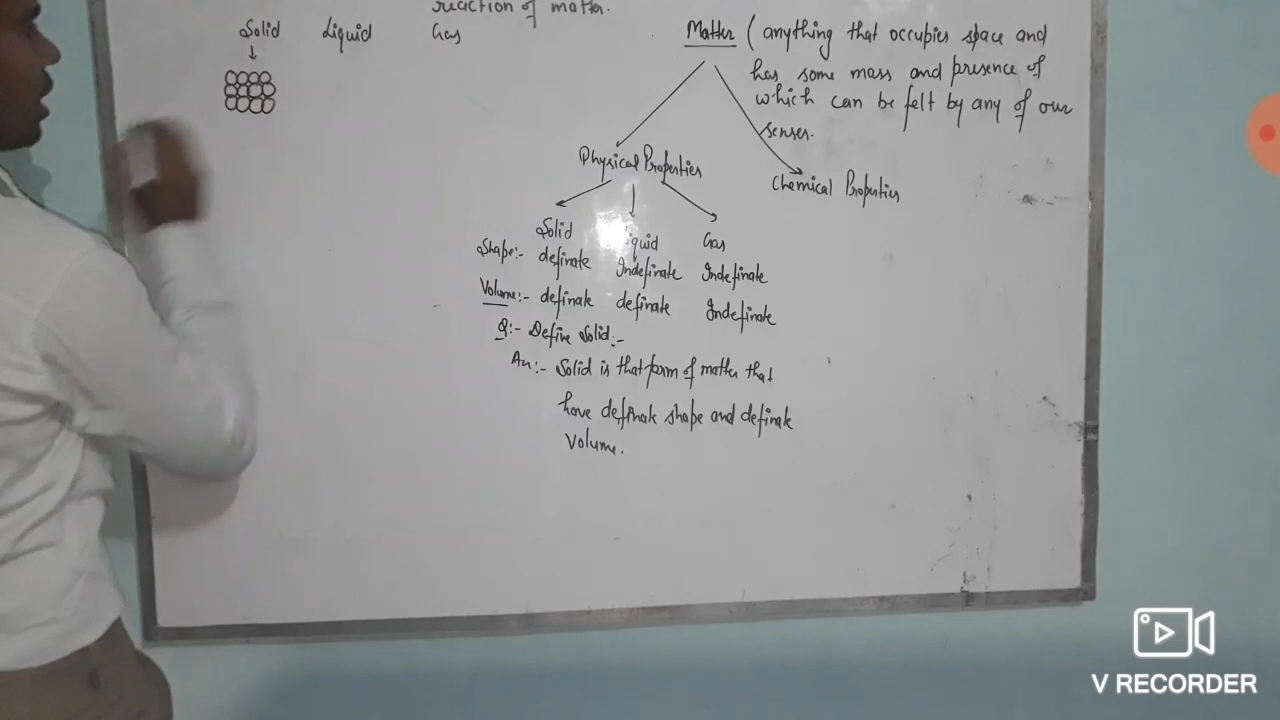 reaction of matter.
Solid Liquid Gas
Matter (anything that occupies space and
has some mass and presence of
which can be felt by any of our
senses.
Physical Properties
Chemical Properties
Solid Liquid Gas
Shape:- definate Indefinate Indefinate
Volume:- definate definate Indefinate
Q:- Define Solid:-
An:- Solid is that form of matter that
have definate shape and definate
Volume.
V RECORDER